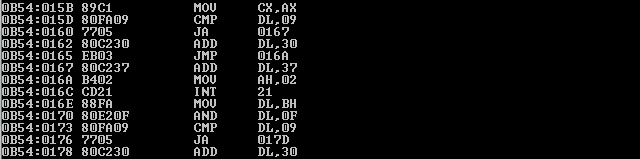 0B54:015B 89C1 MOV CX,AX
0B54:015D 80FA09 CMP DL,09
0B54:0160 7705 JA 0167
0B54:0162 80C230 ADD DL,30
0B54:0165 EB03 JMP 016A
0B54:0167 80C237 ADD DL,37
0B54:016A B402 MOV AH,02
0B54:016C CD21 INT 21
0B54:016E 88FA MOV DL,BH
0B54:0170 80E20F AND DL,0F
0B54:0173 80FA09 CMP DL,09
0B54:0176 7705 JA 017D
0B54:0178 80C230 ADD DL,30